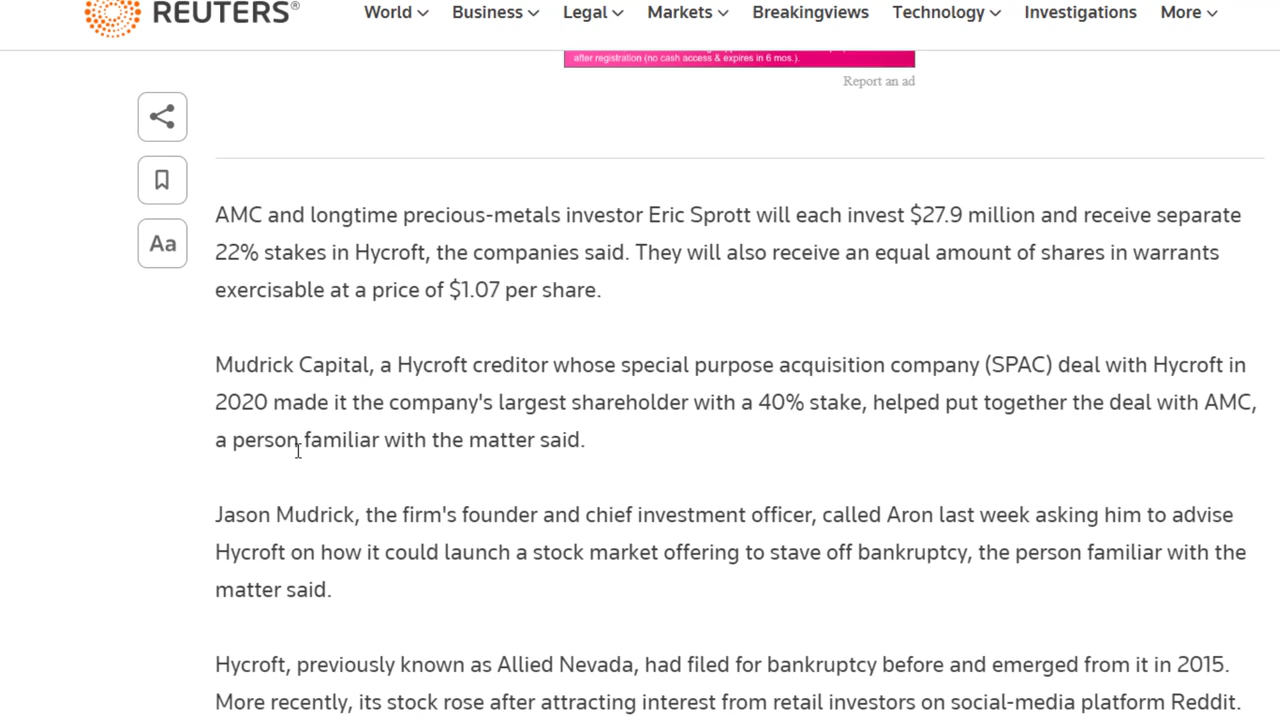 REUTERS®
World Business Legal Markets Breakingviews Technology Investigations More
after registration (no cash access & expires in 6 mos.).
Report an ad
Aa
AMC and longtime precious-metals investor Eric Sprott will each invest $27.9 million and receive separate
22% stakes in Hycroft, the companies said. They will also receive an equal amount of shares in warrants
exercisable at a price of $1.07 per share.
Mudrick Capital, a Hycroft creditor whose special purpose acquisition company (SPAC) deal with Hycroft in
2020 made it the company's largest shareholder with a 40% stake, helped put together the deal with AMC,
a person familiar with the matter said.
Jason Mudrick, the firm's founder and chief investment officer, called Aron last week asking him to advise
Hycroft on how it could launch a stock market offering to stave off bankruptcy, the person familiar with the
matter said.
Hycroft, previously known as Allied Nevada, had filed for bankruptcy before and emerged from it in 2015.
More recently, its stock rose after attracting interest from retail investors on social-media platform Reddit.